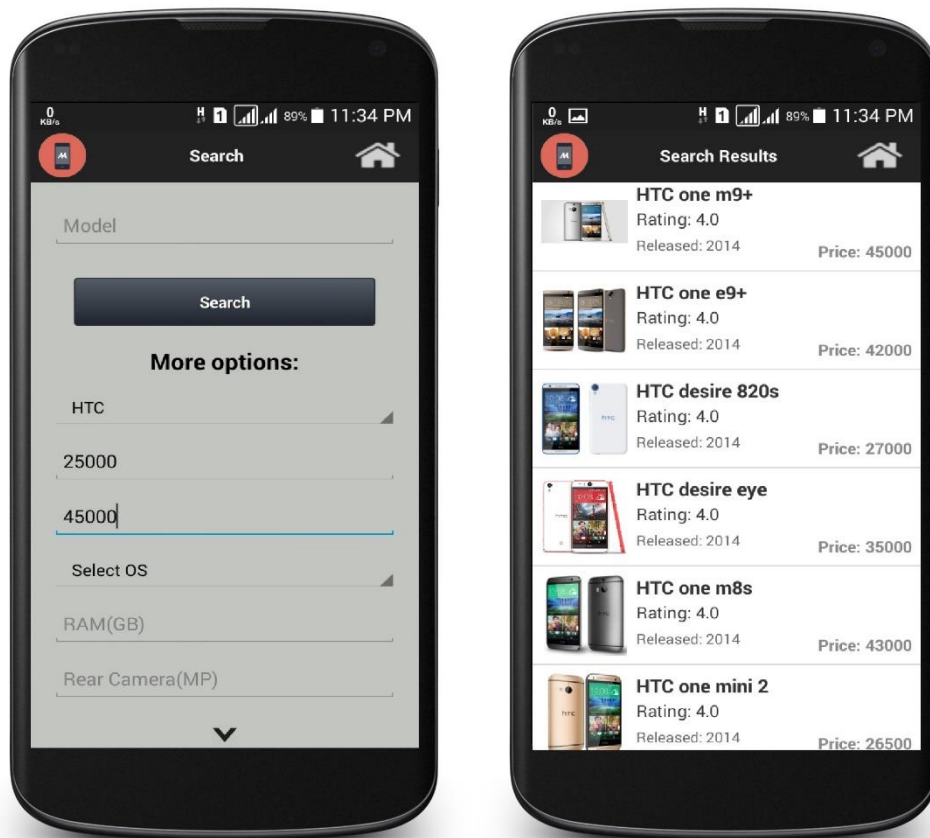 0
KB/s
H 1 89% 11:34 PM
M
Search
Model
Search
More options:
HTC
25000
45000
Select OS
RAM(GB)
Rear Camera(MP)
0
KB/s
H 1 89% 11:34 PM
M
Search Results
HTC one m9+
Rating: 4.0
Released: 2014
Price: 45000
HTC one e9+
Rating: 4.0
Released: 2014
Price: 42000
HTC desire 820s
Rating: 4.0
Released: 2014
Price: 27000
HTC desire eye
Rating: 4.0
Released: 2014
Price: 35000
HTC one m8s
Rating: 4.0
Released: 2014
Price: 43000
HTC one mini 2
Rating: 4.0
Released: 2014
Price: 26500